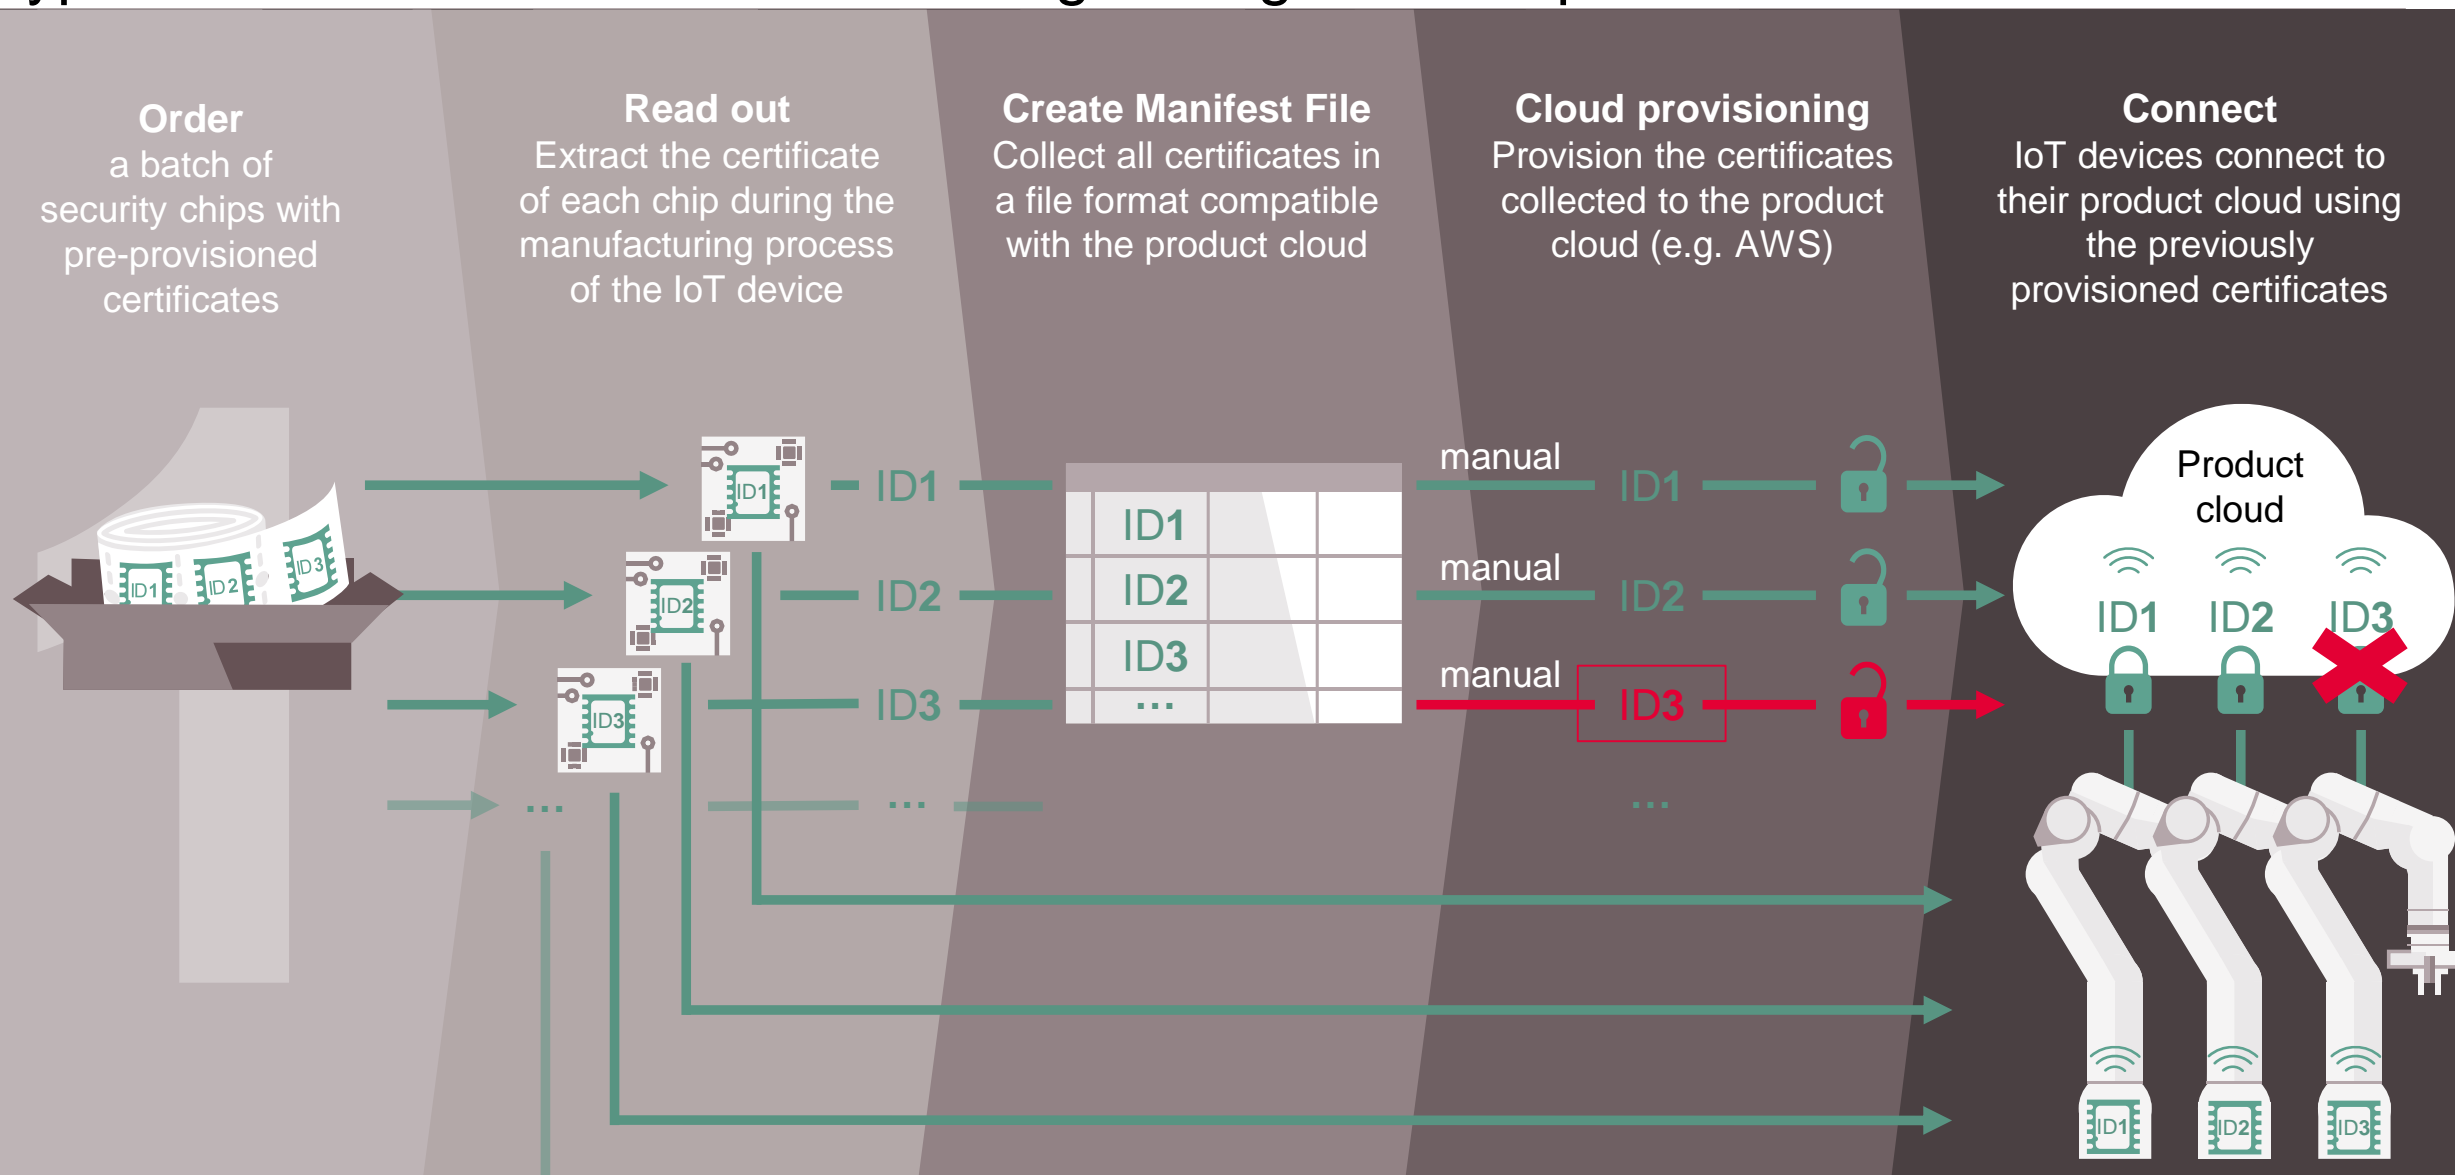 Order
a batch of
security chips with
pre-provisioned
certificates
Read out
Extract the certificate
of each chip during the
manufacturing process
of the IoT device
Create Manifest File
Collect all certificates in
a file format compatible
with the product cloud
Cloud provisioning
Provision the certificates
collected to the product
cloud (e.g. AWS)
Connect
IoT devices connect to
their product cloud using
the previously
provisioned certificates
ID1
ID2
ID3
ID1
ID2
ID3
...
ID1
ID2
ID3
...
ID1
ID2
ID3
...
manual
ID1
manual
ID2
manual
ID3
...
Product
cloud
ID1 ID2 ID3
ID1 ID2 ID3